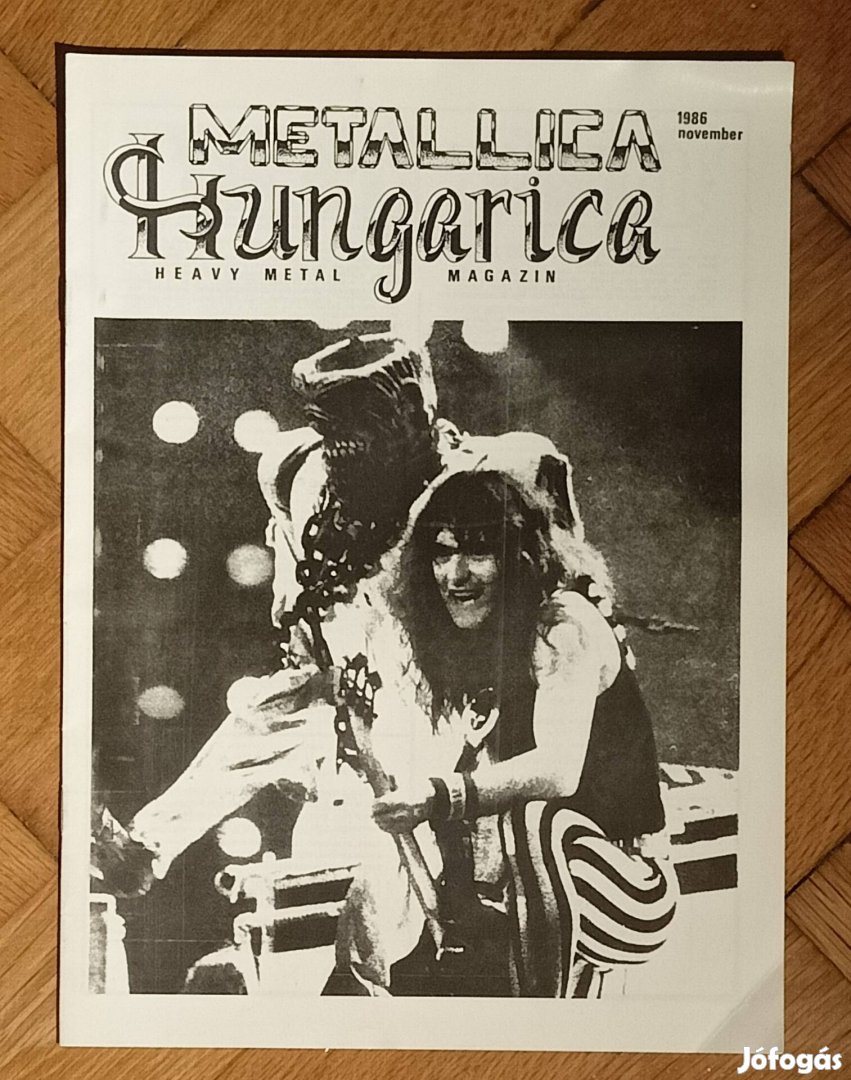 METALLICA
Hungarica
1986
november
HEAVY METAL MAGAZIN
Jófogás